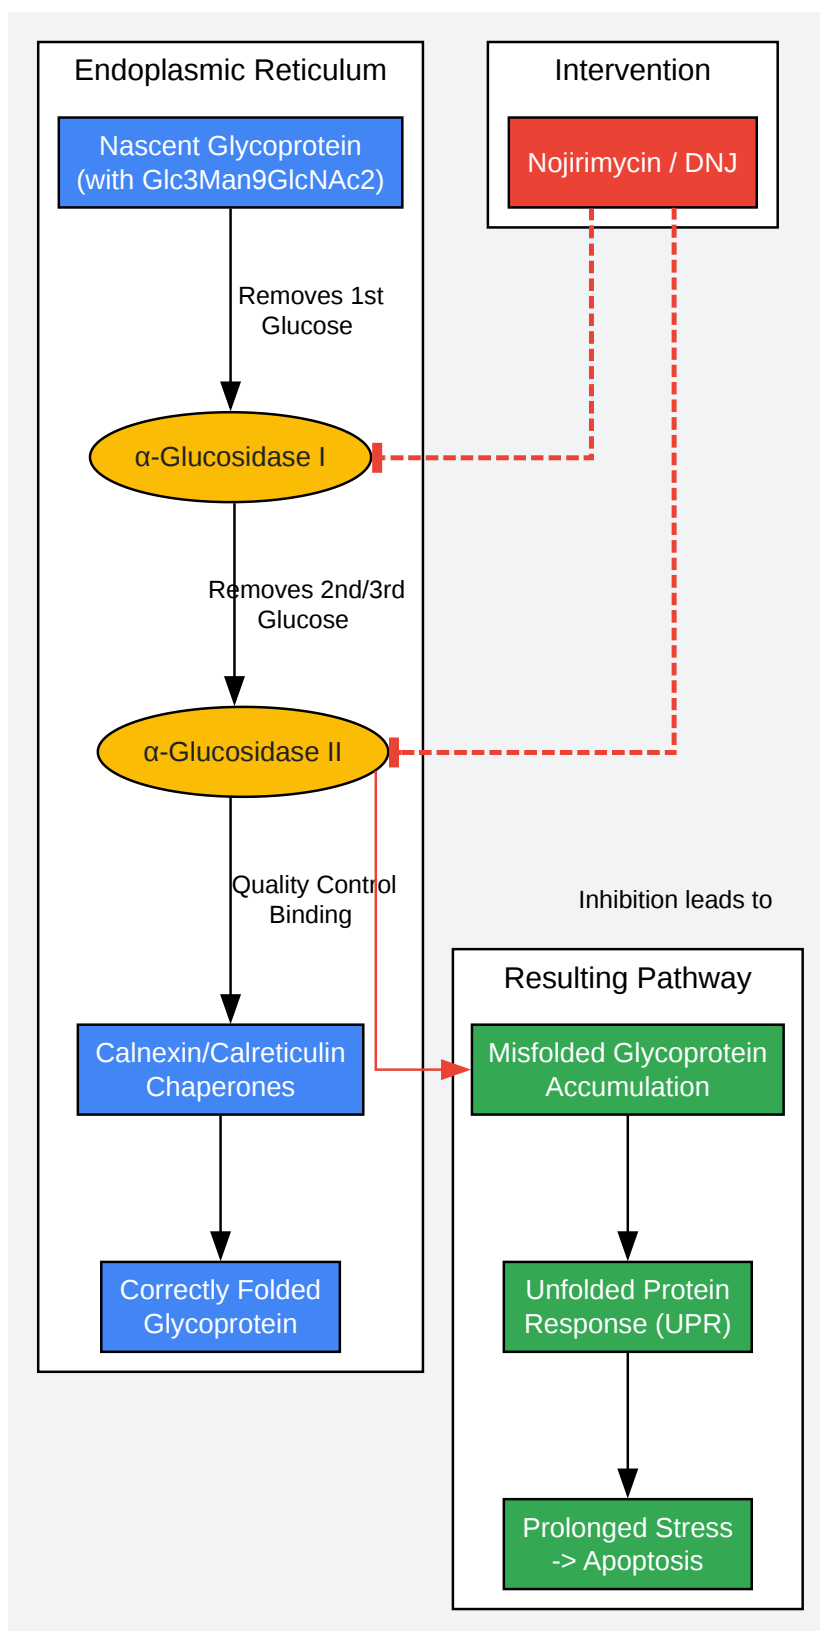 Endoplasmic Reticulum
Nascent Glycoprotein
(with Glc3Man9GlcNAc2)
Removes 1st
Glucose
α-Glucosidase I
Removes 2nd/3rd
Glucose
α-Glucosidase II
Quality Control
Binding
Calnexin/Calreticulin
Chaperones
Correctly Folded
Glycoprotein
Intervention
Nojirimycin / DNJ
Inhibition leads to
Resulting Pathway
Misfolded Glycoprotein
Accumulation
Unfolded Protein
Response (UPR)
Prolonged Stress
-> Apoptosis